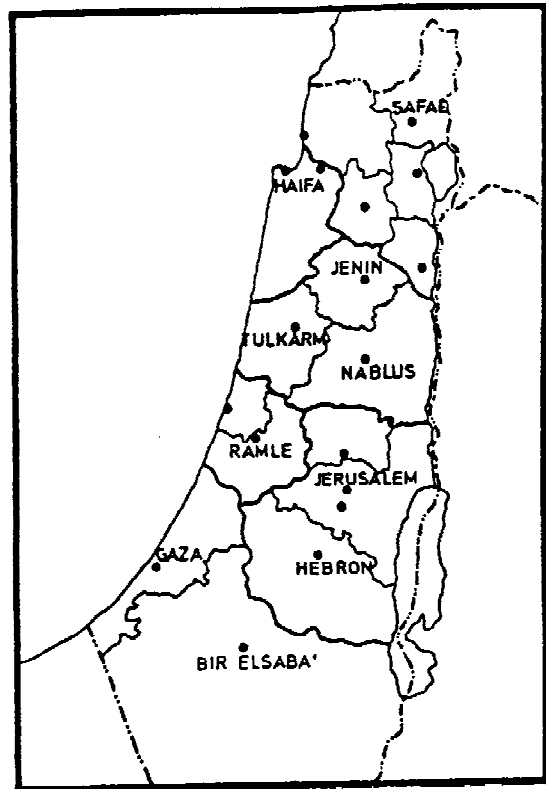 SAFAD
HAIFA
JENIN
TULKARM
NABLUS
RAMLE
JERUSALEM
GAZA
HEBRON
BIR ELSABA'